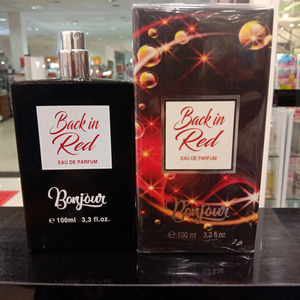 Back in
Red
EAU DE PARFUM
Bonjour
℮ 100ml 3,3 fl.oz.
Back in
Red
EAU DE PARFUM
Bonjour
℮ 100 ml 3,3 fl.oz.